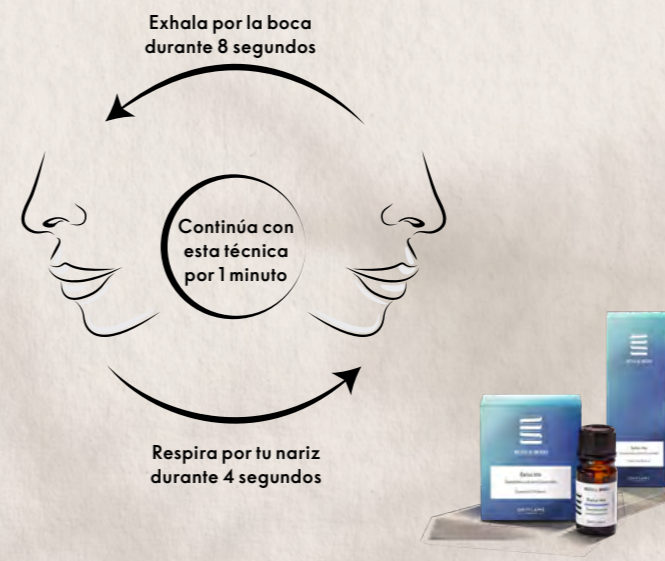 Exhala por la boca
durante 8 segundos
Continúa con
esta técnica
por 1 minuto
Respira por tu nariz
durante 4 segundos